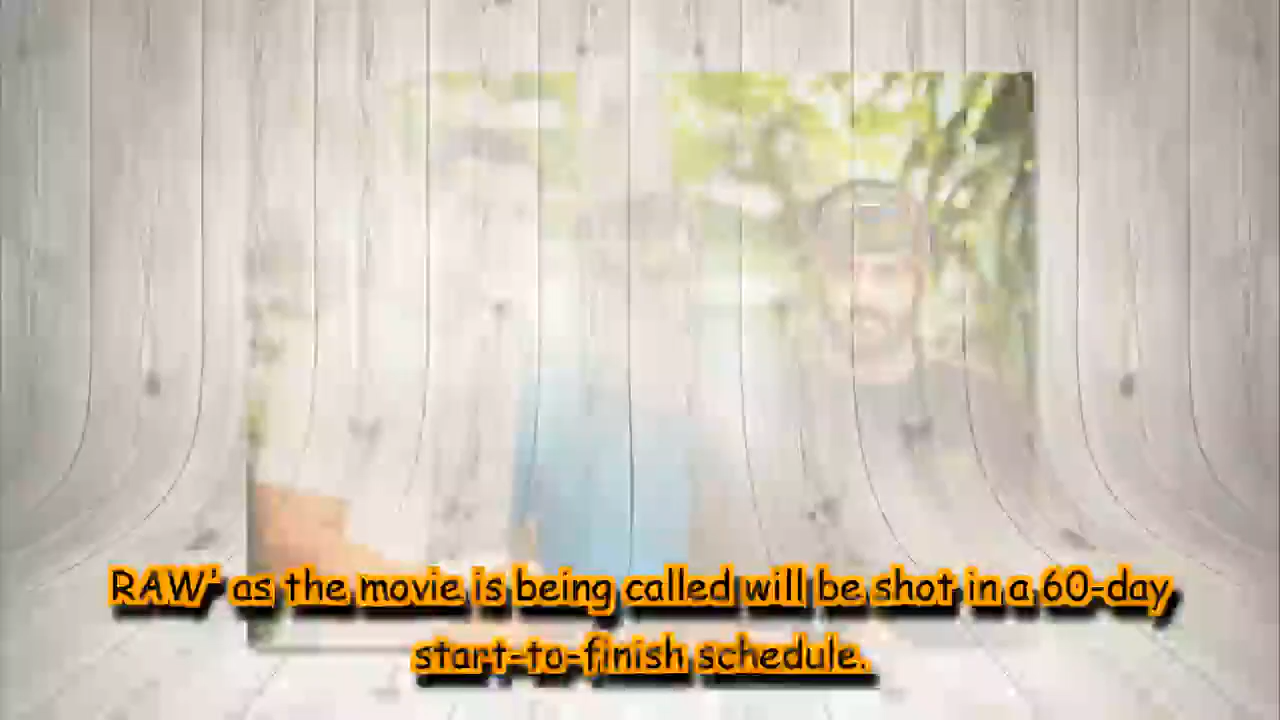 RAW' as the movie is being called will be shot in a 60-day
start-to-finish schedule.